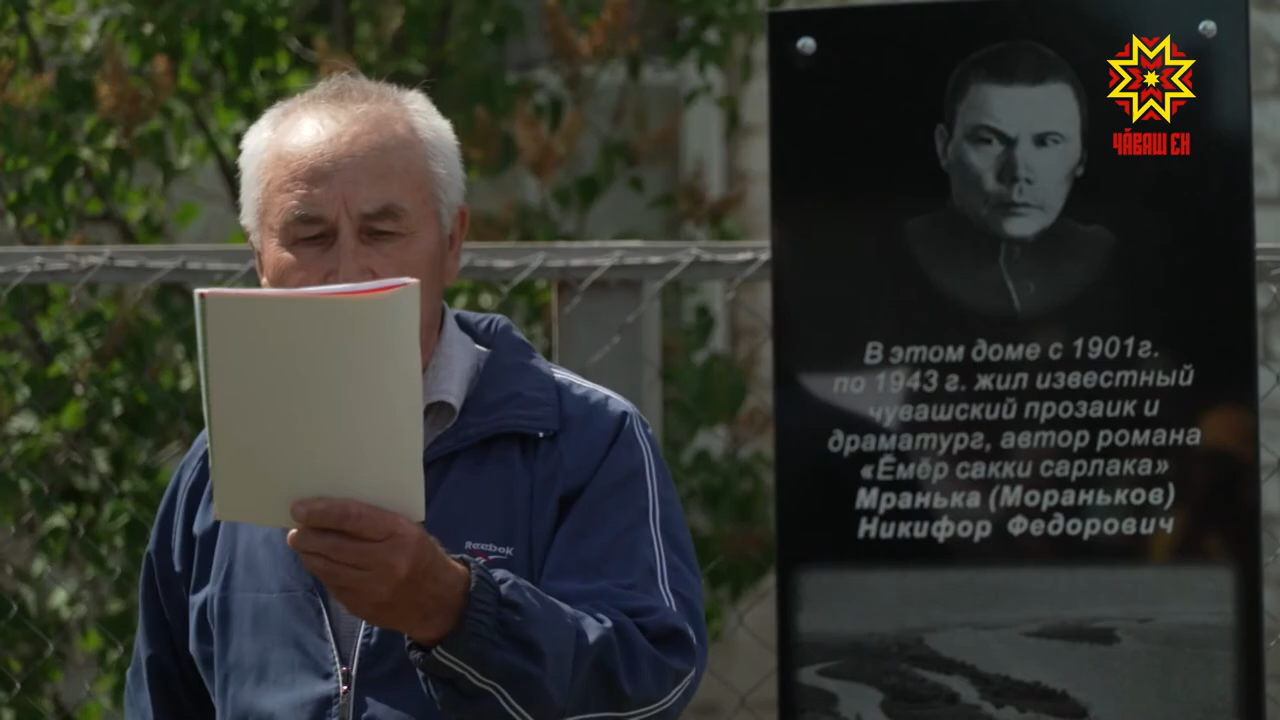 ЧӐВАШ ЕН
В этом доме с 1901г.
по 1943 г. жил известный
чувашский прозаик и
драматург, автор романа
«Ӗмӗр сакки сарлака»
Мранька (Мораньков)
Никифор Федорович
Reebok